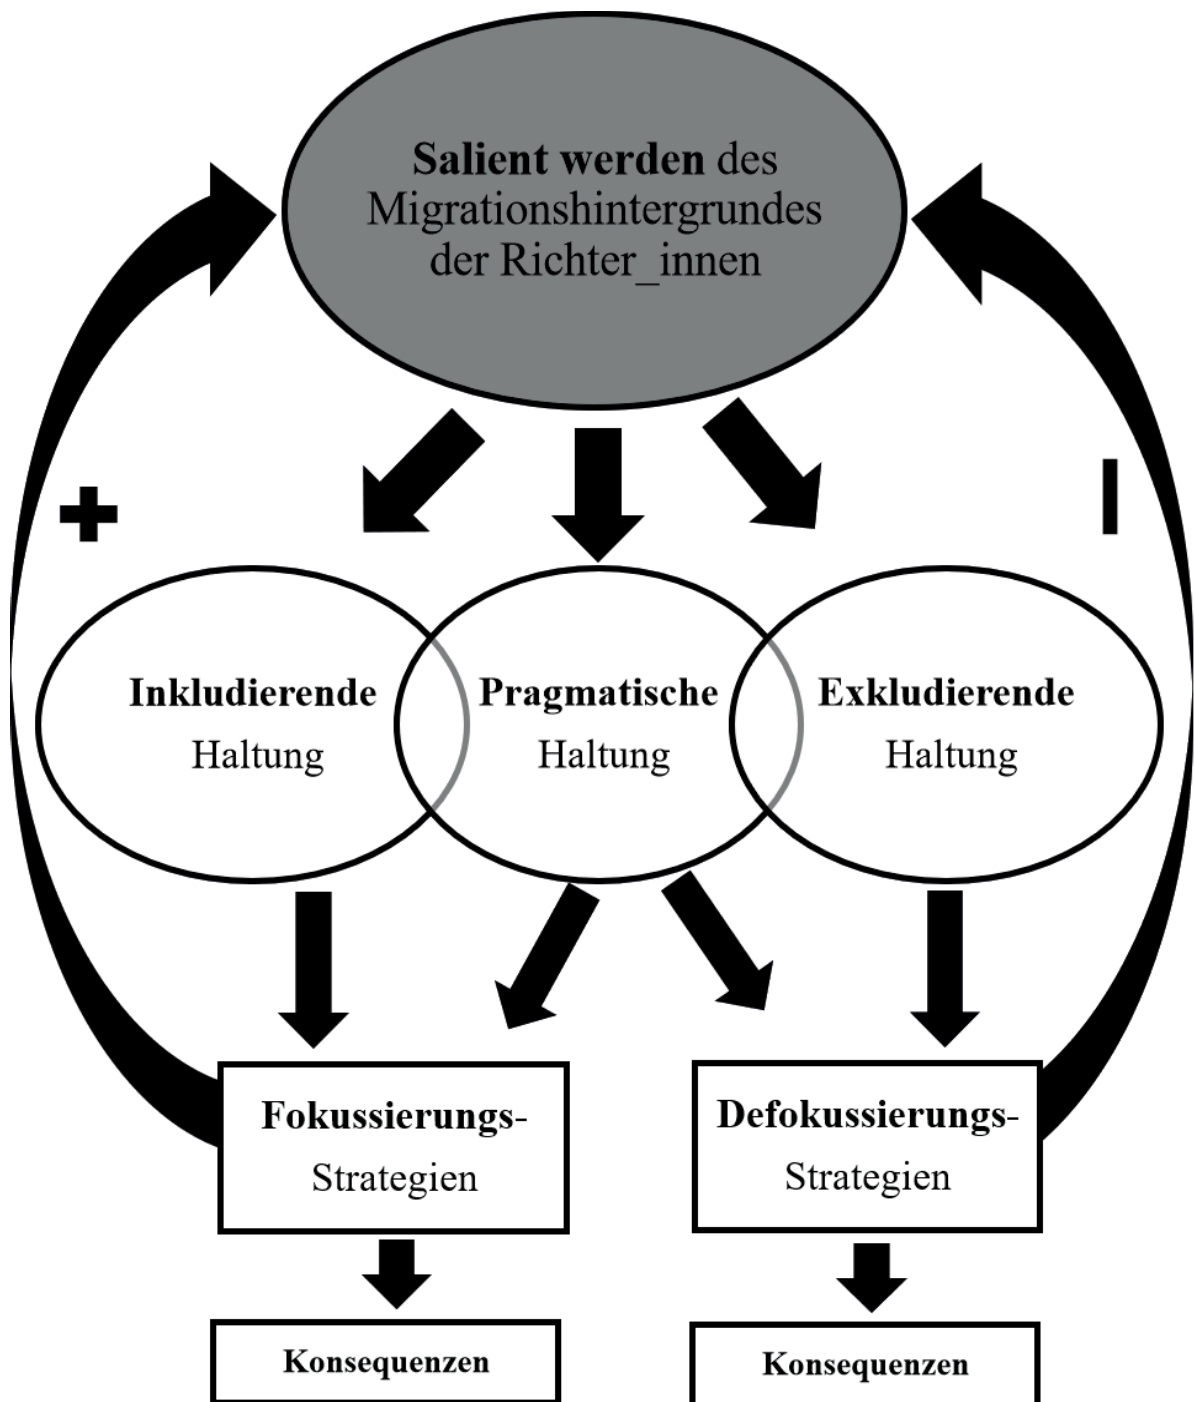 Salient werden des
Migrationshintergrundes
der Richter_innen
+
Inkludierende
Haltung
Pragmatische
Haltung
Exkludierende
Haltung
Fokussierungs-
Strategien
Defokussierungs-
Strategien
Konsequenzen
Konsequenzen